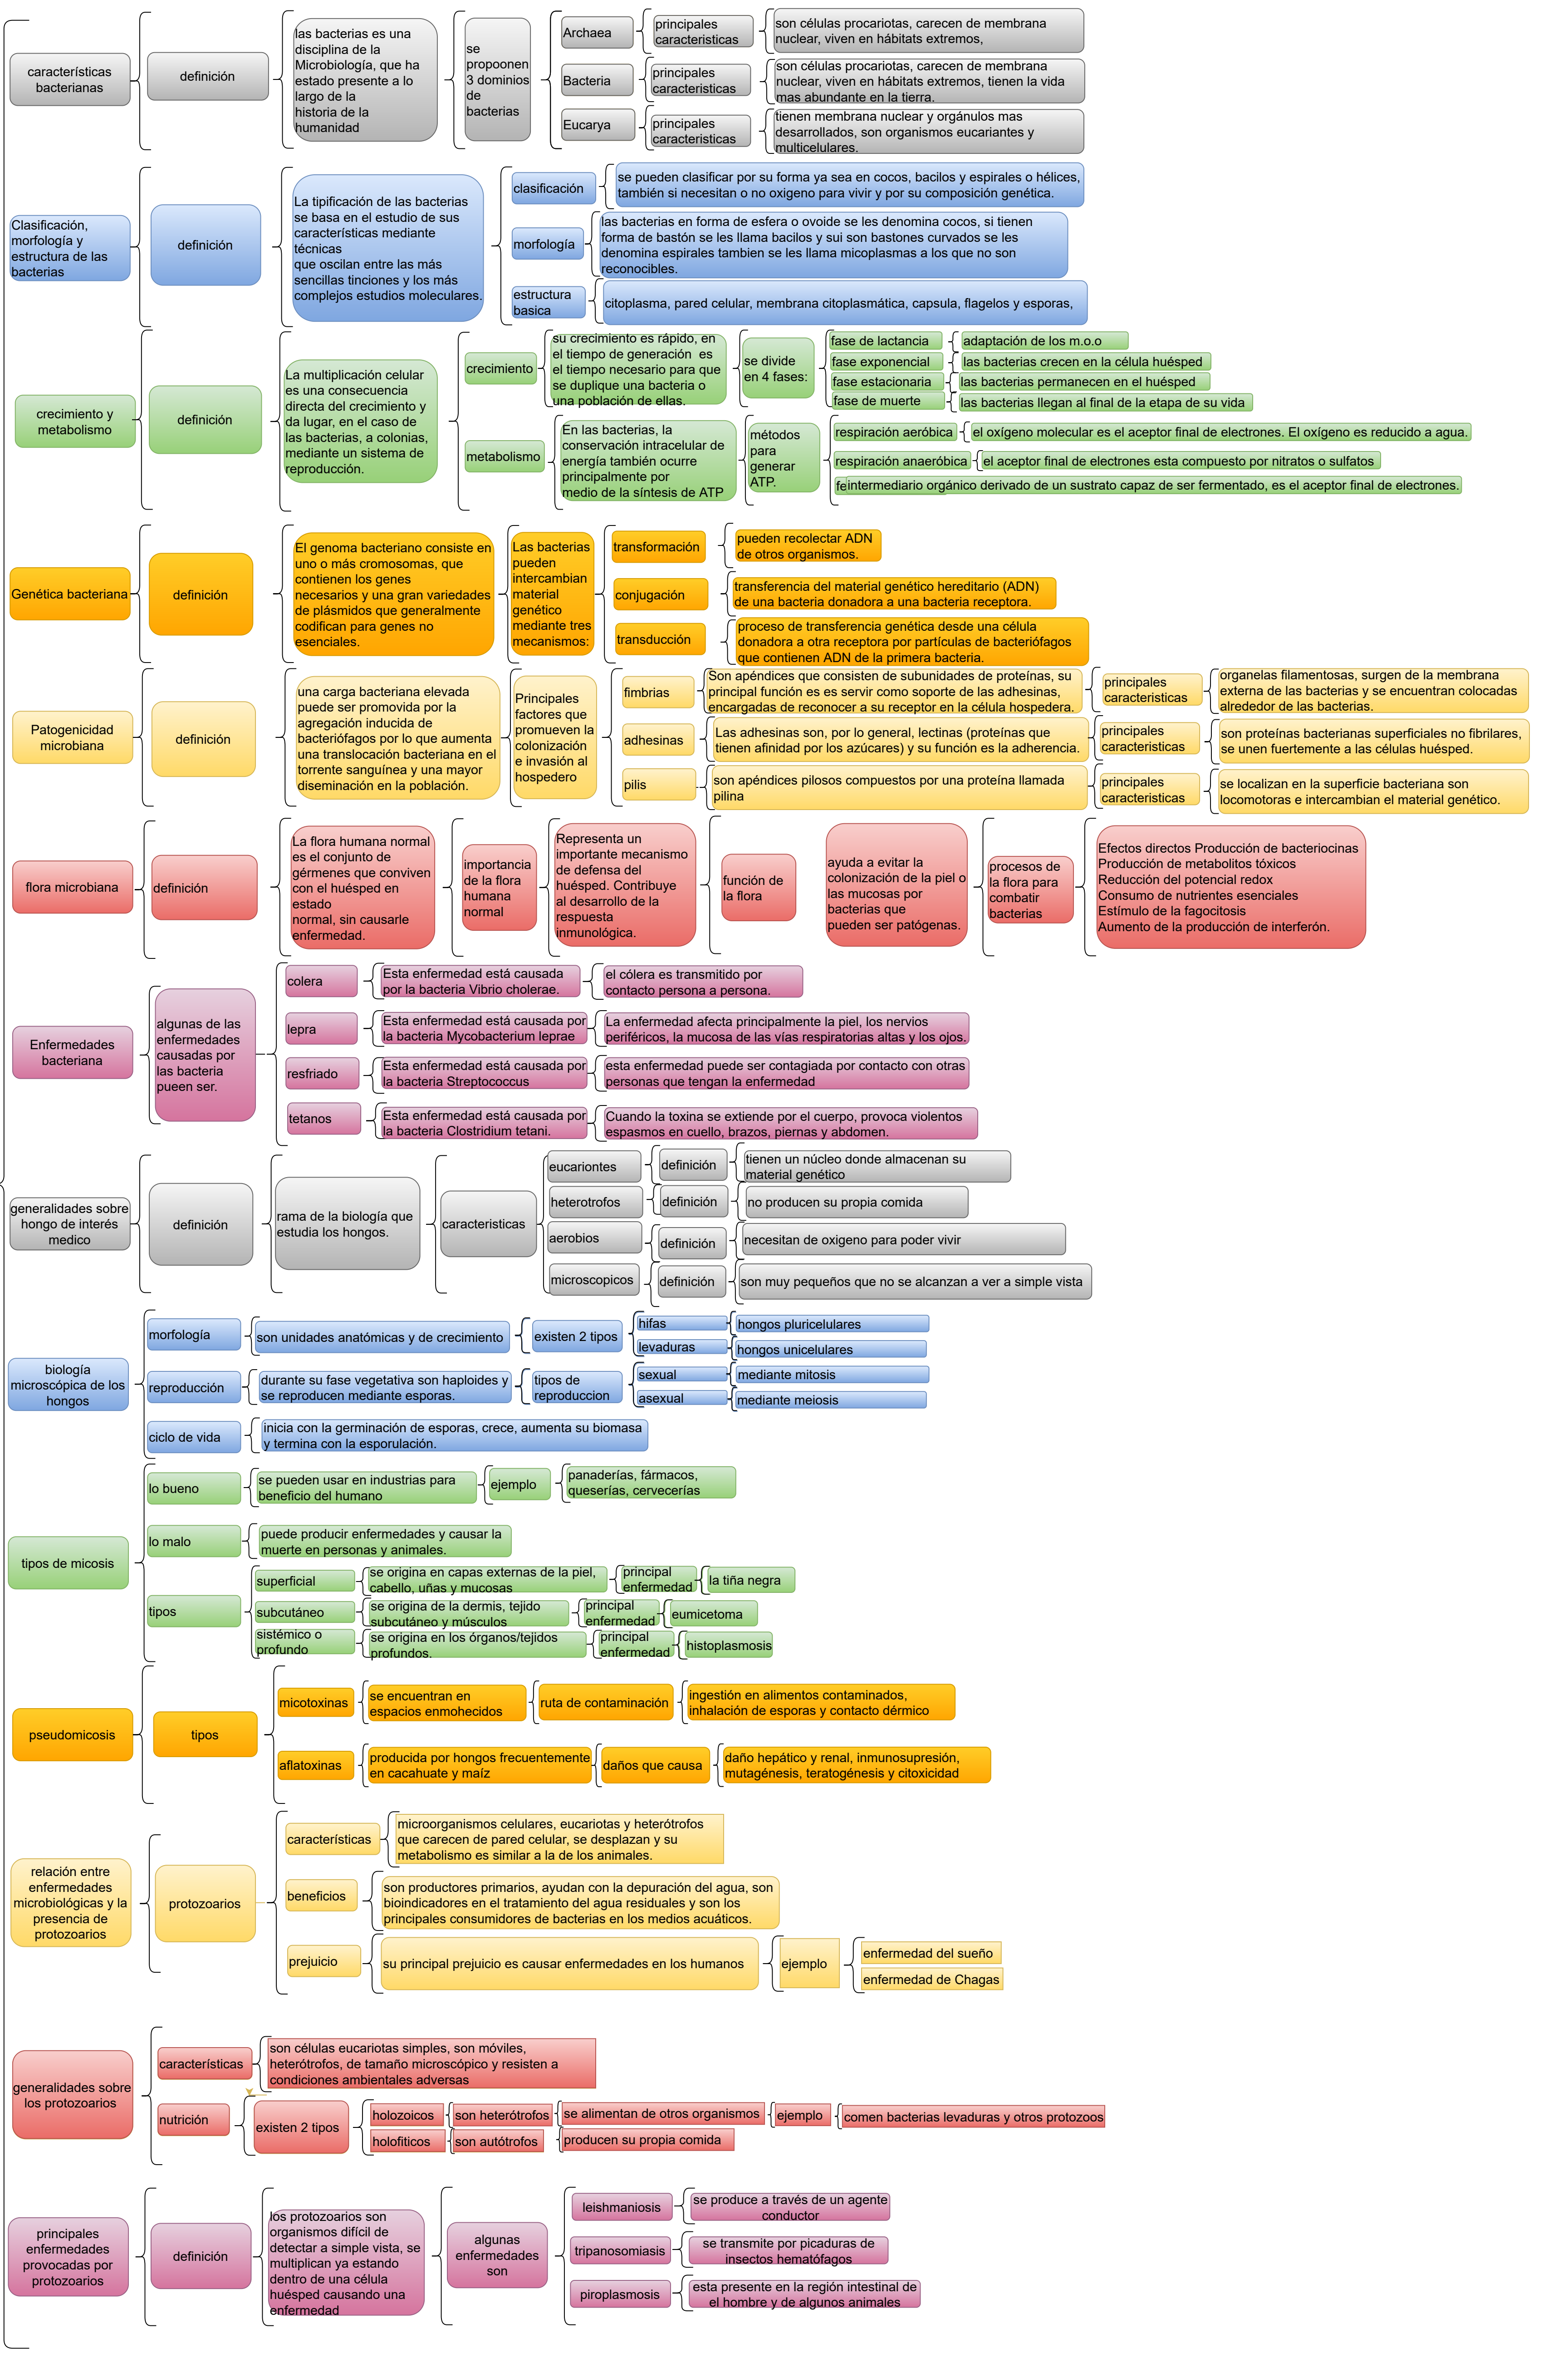 características
bacterianas
definición
las bacterias es una
disciplina de la
Microbiología, que ha
estado presente a lo
largo de la
historia de la
humanidad
se
propoonen
3 dominios
de
bacterias
Archaea
principales
caracteristicas
son células procariotas, carecen de membrana
nuclear, viven en hábitats extremos,
Bacteria
principales
caracteristicas
son células procariotas, carecen de membrana
nuclear, viven en hábitats extremos, tienen la vida
mas abundante en la tierra.
Eucarya
principales
caracteristicas
tienen membrana nuclear y orgánulos mas
desarrollados, son organismos eucariantes y
multicelulares.
Clasificación,
morfología y
estructura de las
bacterias
definición
La tipificación de las bacterias
se basa en el estudio de sus
características mediante
técnicas
que oscilan entre las más
sencillas tinciones y los más
complejos estudios moleculares.
clasificación
se pueden clasificar por su forma ya sea en cocos, bacilos y espirales o hélices,
también si necesitan o no oxigeno para vivir y por su composición genética.
morfología
las bacterias en forma de esfera o ovoide se les denomina cocos, si tienen
forma de bastón se les llama bacilos y sui son bastones curvados se les
denomina espirales tambien se les llama micoplasmas a los que no son
reconocibles.
estructura
basica
citoplasma, pared celular, membrana citoplasmática, capsula, flagelos y esporas,
crecimiento y
metabolismo
definición
La multiplicación celular
es una consecuencia
directa del crecimiento y
da lugar, en el caso de
las bacterias, a colonias,
mediante un sistema de
reproducción.
crecimiento
su crecimiento es rápido, en
el tiempo de generación es
el tiempo necesario para que
se duplique una bacteria o
una población de ellas.
se divide
en 4 fases:
fase de lactancia
adaptación de los m.o.o
fase exponencial
las bacterias crecen en la célula huésped
fase estacionaria
las bacterias permanecen en el huésped
fase de muerte
las bacterias llegan al final de la etapa de su vida
metabolismo
En las bacterias, la
conservación intracelular de
energía también ocurre
principalmente por
medio de la síntesis de ATP
métodos
para
generar
ATP.
respiración aeróbica
el oxígeno molecular es el aceptor final de electrones. El oxígeno es reducido a agua.
respiración anaeróbica
el aceptor final de electrones esta compuesto por nitratos o sulfatos
fe
intermediario orgánico derivado de un sustrato capaz de ser fermentado, es el aceptor final de electrones.
Genética bacteriana
definición
El genoma bacteriano consiste en
uno o más cromosomas, que
contienen los genes
necesarios y una gran variedades
de plásmidos que generalmente
codifican para genes no
esenciales.
Las bacterias
pueden
intercambian
material
genético
mediante tres
mecanismos:
transformación
pueden recolectar ADN
de otros organismos.
conjugación
transferencia del material genético hereditario (ADN)
de una bacteria donadora a una bacteria receptora.
transducción
proceso de transferencia genética desde una célula
donadora a otra receptora por partículas de bacteriófagos
que contienen ADN de la primera bacteria.
Patogenicidad
microbiana
definición
una carga bacteriana elevada
puede ser promovida por la
agregación inducida de
bacteriófagos por lo que aumenta
una translocación bacteriana en el
torrente sanguínea y una mayor
diseminación en la población.
Principales
factores que
promueven la
colonización
e invasión al
hospedero
fimbrias
Son apéndices que consisten de subunidades de proteínas, su
principal función es es servir como soporte de las adhesinas,
encargadas de reconocer a su receptor en la célula hospedera.
principales
caracteristicas
organelas filamentosas, surgen de la membrana
externa de las bacterias y se encuentran colocadas
alrededor de las bacterias.
adhesinas
Las adhesinas son, por lo general, lectinas (proteínas que
tienen afinidad por los azúcares) y su función es la adherencia.
principales
caracteristicas
son proteínas bacterianas superficiales no fibrilares,
se unen fuertemente a las células huésped.
pilis
son apéndices pilosos compuestos por una proteína llamada
pilina
principales
caracteristicas
se localizan en la superficie bacteriana son
locomotoras e intercambian el material genético.
flora microbiana
definición
La flora humana normal
es el conjunto de
gérmenes que conviven
con el huésped en
estado
normal, sin causarle
enfermedad.
importancia
de la flora
humana
normal
Representa un
importante mecanismo
de defensa del
huésped. Contribuye
al desarrollo de la
respuesta
inmunológica.
función de
la flora
ayuda a evitar la
colonización de la piel o
las mucosas por
bacterias que
pueden ser patógenas.
procesos de
la flora para
combatir
bacterias
Efectos directos Producción de bacteriocinas
Producción de metabolitos tóxicos
Reducción del potencial redox
Consumo de nutrientes esenciales
Estímulo de la fagocitosis
Aumento de la producción de interferón.
Enfermedades
bacteriana
algunas de las
enfermedades
causadas por
las bacteria
pueen ser.
colera
Esta enfermedad está causada
por la bacteria Vibrio cholerae.
el cólera es transmitido por
contacto persona a persona.
lepra
Esta enfermedad está causada por
la bacteria Mycobacterium leprae
La enfermedad afecta principalmente la piel, los nervios
periféricos, la mucosa de las vías respiratorias altas y los ojos.
resfriado
Esta enfermedad está causada por
la bacteria Streptococcus
esta enfermedad puede ser contagiada por contacto con otras
personas que tengan la enfermedad
tetanos
Esta enfermedad está causada por
la bacteria Clostridium tetani.
Cuando la toxina se extiende por el cuerpo, provoca violentos
espasmos en cuello, brazos, piernas y abdomen.
generalidades sobre
hongo de interés
medico
definición
rama de la biología que
estudia los hongos.
caracteristicas
eucariontes
definición
tienen un núcleo donde almacenan su
material genético
heterotrofos
definición
no producen su propia comida
aerobios
definición
necesitan de oxigeno para poder vivir
microscopicos
definición
son muy pequeños que no se alcanzan a ver a simple vista
biología
microscópica de los
hongos
morfología
son unidades anatómicas y de crecimiento
existen 2 tipos
hifas
hongos pluricelulares
levaduras
hongos unicelulares
reproducción
durante su fase vegetativa son haploides y
se reproducen mediante esporas.
tipos de
reproduccion
sexual
mediante mitosis
asexual
mediante meiosis
ciclo de vida
inicia con la germinación de esporas, crece, aumenta su biomasa
y termina con la esporulación.
tipos de micosis
lo bueno
se pueden usar en industrias para
beneficio del humano
ejemplo
panaderías, fármacos,
queserías, cervecerías
lo malo
puede producir enfermedades y causar la
muerte en personas y animales.
tipos
superficial
se origina en capas externas de la piel,
cabello, uñas y mucosas
principal
enfermedad
la tiña negra
subcutáneo
se origina de la dermis, tejido
subcutáneo y músculos
principal
enfermedad
eumicetoma
sistémico o
profundo
se origina en los órganos/tejidos
profundos.
principal
enfermedad
histoplasmosis
pseudomicosis
tipos
micotoxinas
se encuentran en
espacios enmohecidos
ruta de contaminación
ingestión en alimentos contaminados,
inhalación de esporas y contacto dérmico
aflatoxinas
producida por hongos frecuentemente
en cacahuate y maíz
daños que causa
daño hepático y renal, inmunosupresión,
mutagénesis, teratogénesis y citoxicidad
relación entre
enfermedades
microbiológicas y la
presencia de
protozoarios
protozoarios
características
microorganismos celulares, eucariotas y heterótrofos
que carecen de pared celular, se desplazan y su
metabolismo es similar a la de los animales.
beneficios
son productores primarios, ayudan con la depuración del agua, son
bioindicadores en el tratamiento del agua residuales y son los
principales consumidores de bacterias en los medios acuáticos.
prejuicio
su principal prejuicio es causar enfermedades en los humanos
ejemplo
enfermedad del sueño
enfermedad de Chagas
generalidades sobre
los protozoarios
características
son células eucariotas simples, son móviles,
heterótrofos, de tamaño microscópico y resisten a
condiciones ambientales adversas
nutrición
existen 2 tipos
holozoicos
son heterótrofos
se alimentan de otros organismos
ejemplo
comen bacterias levaduras y otros protozoos
holofiticos
son autótrofos
producen su propia comida
principales
enfermedades
provocadas por
protozoarios
definición
los protozoarios son
organismos difícil de
detectar a simple vista, se
multiplican ya estando
dentro de una célula
huésped causando una
enfermedad
algunas
enfermedades
son
leishmaniosis
se produce a través de un agente
conductor
tripanosomiasis
se transmite por picaduras de
insectos hematófagos
piroplasmosis
esta presente en la región intestinal de
el hombre y de algunos animales